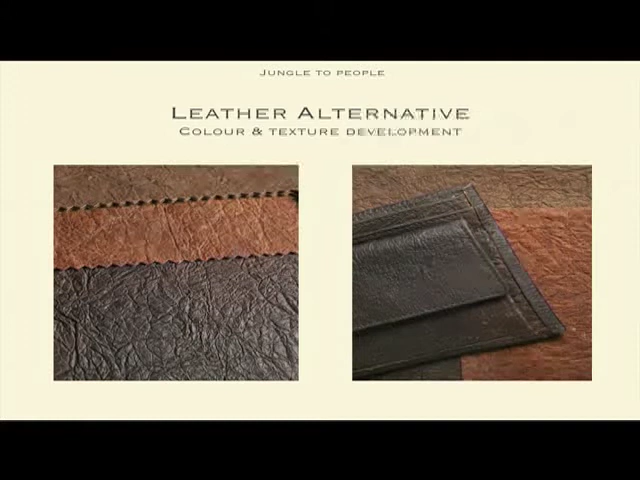 JUNGLE TO PEOPLE
LEATHER ALTERNATIVE
COLOUR & TEXTURE DEVELOPMENT